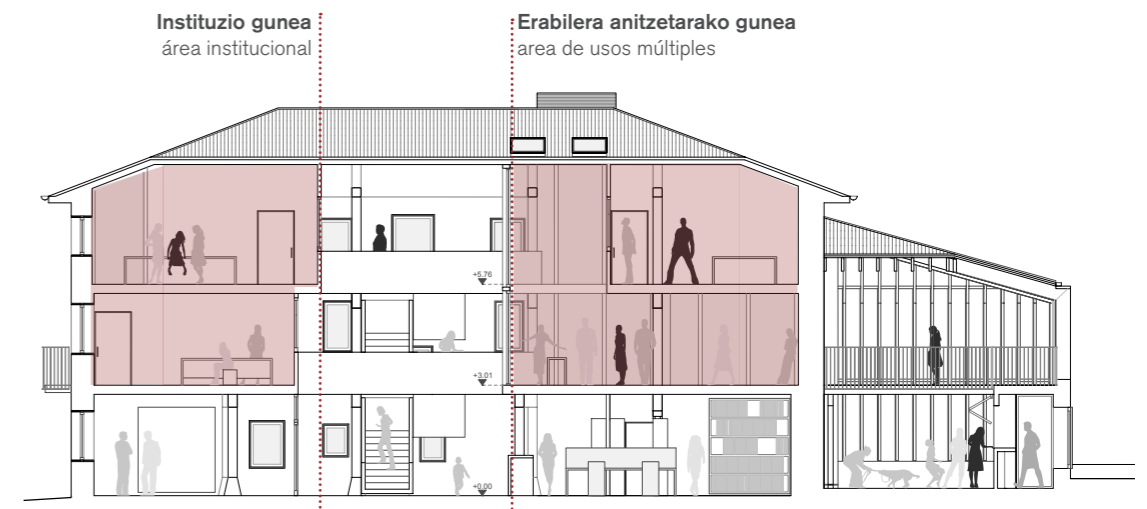 Instituzio gunea
área institucional
Erabilera anitzetarako gunea
area de usos múltiples
+5.76
+3.01
+0.00